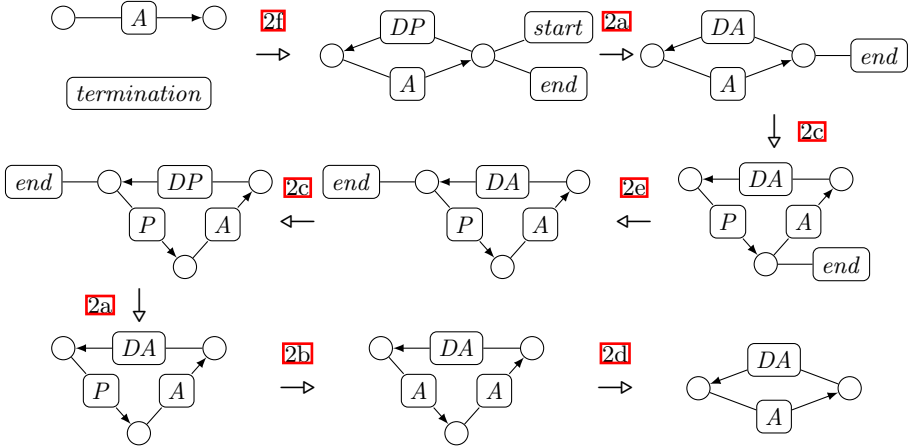 A 2f DP start 2a DA
A end A end
termination
2c
end DP 2c end DA 2e DA
P A P A P A
end
2a
DA 2b DA 2d DA
P A A A A